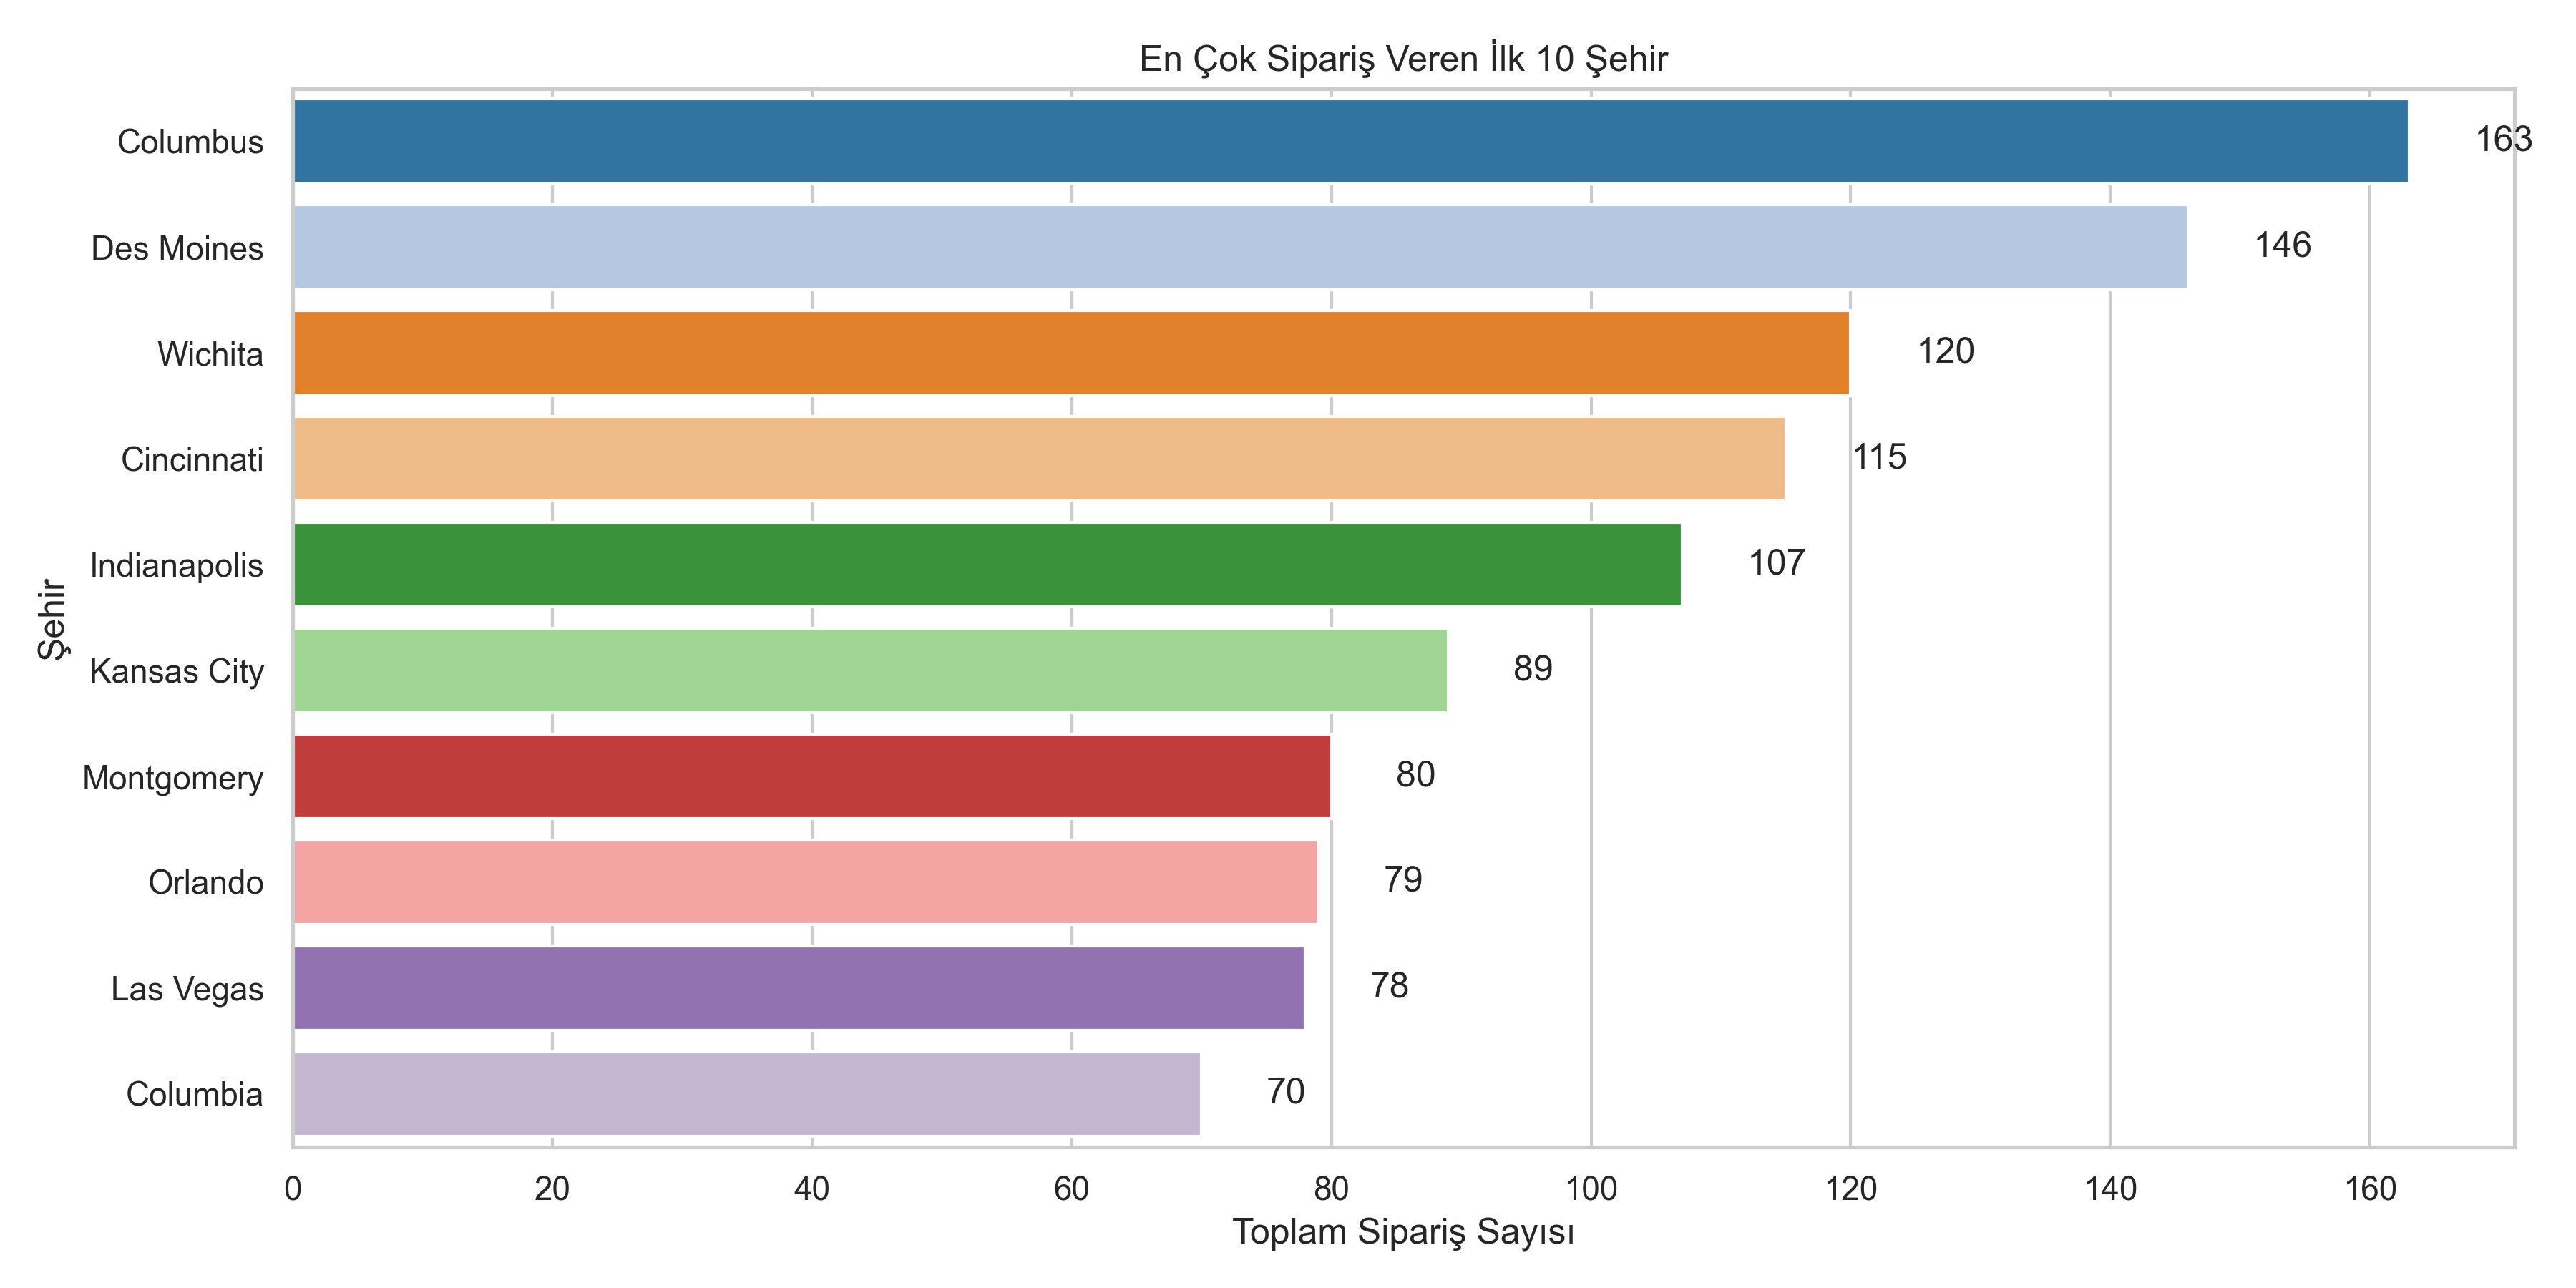 En Çok Sipariş Veren İlk 10 Şehir
Şehir
Columbus 163
Des Moines 146
Wichita 120
Cincinnati 115
Indianapolis 107
Kansas City 89
Montgomery 80
Orlando 79
Las Vegas 78
Columbia 70
0 20 40 60 80 100 120 140 160
Toplam Sipariş Sayısı